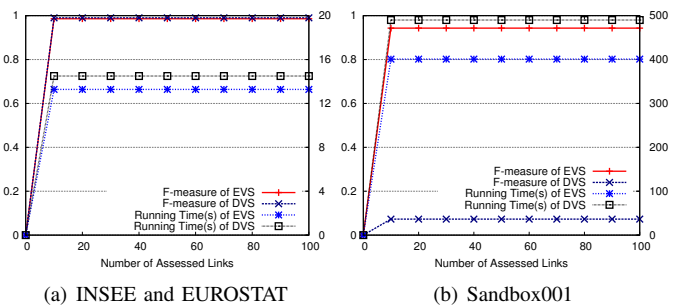 1 20 1 500
0.8 16 0.8 400
0.6 12 0.6 300
0.4 8 0.4 200
F-measure of EVS F-measure of EVS
F-measure of DVS F-measure of DVS
0.2 Running Time(s) of EVS 4 0.2 Running Time(s) of EVS 100
Running Time(s) of DVS Running Time(s) of DVS
0 0 0 0
0 20 40 60 80 100 0 20 40 60 80 100
Number of Assessed Links Number of Assessed Links
(a) INSEE and EUROSTAT (b) Sandbox001